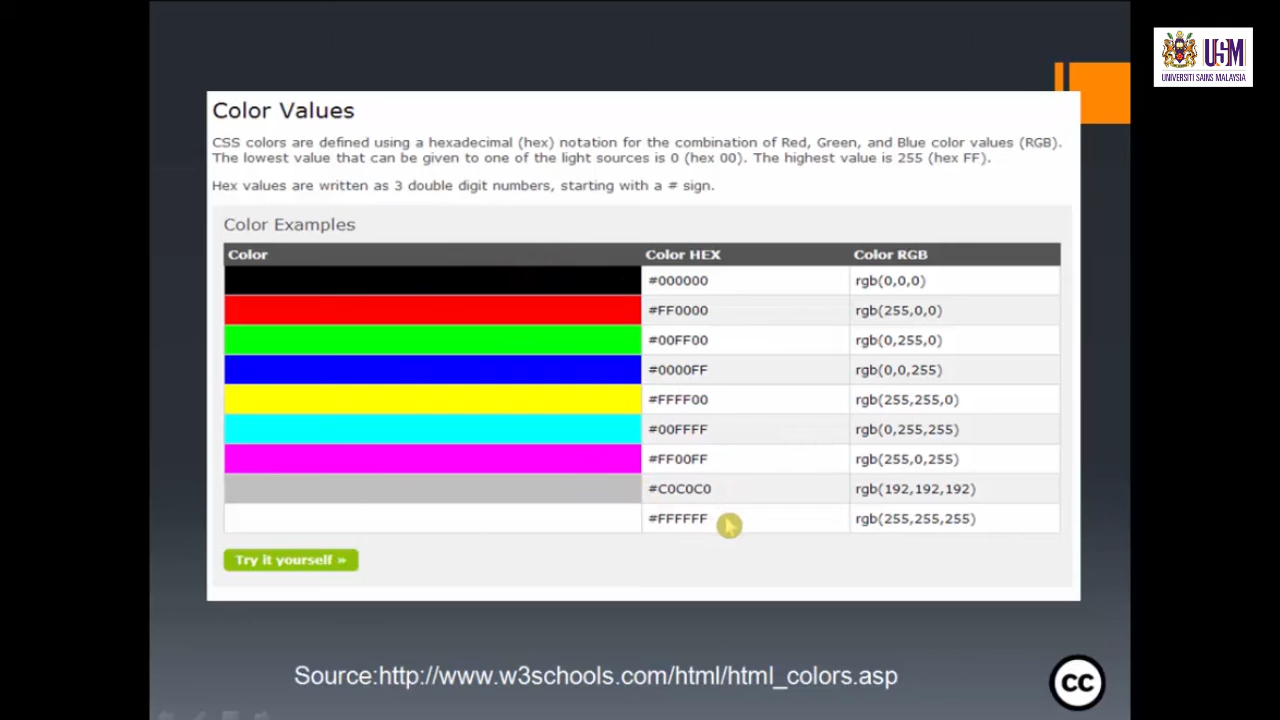 USM
UNIVERSITI SAINS MALAYSIA
Color Values
CSS colors are defined using a hexadecimal (hex) notation for the combination of Red, Green, and Blue color values (RGB).
The lowest value that can be given to one of the light sources is 0 (hex 00). The highest value is 255 (hex FF).
Hex values are written as 3 double digit numbers, starting with a # sign.
Color Examples
Color Color HEX Color RGB
#000000 rgb(0,0,0)
#FF0000 rgb(255,0,0)
#00FF00 rgb(0,255,0)
#0000FF rgb(0,0,255)
#FFFF00 rgb(255,255,0)
#00FFFF rgb(0,255,255)
#FF00FF rgb(255,0,255)
#C0C0C0 rgb(192,192,192)
#FFFFFF rgb(255,255,255)
Try it yourself »
Source:http://www.w3schools.com/html/html_colors.asp
cc